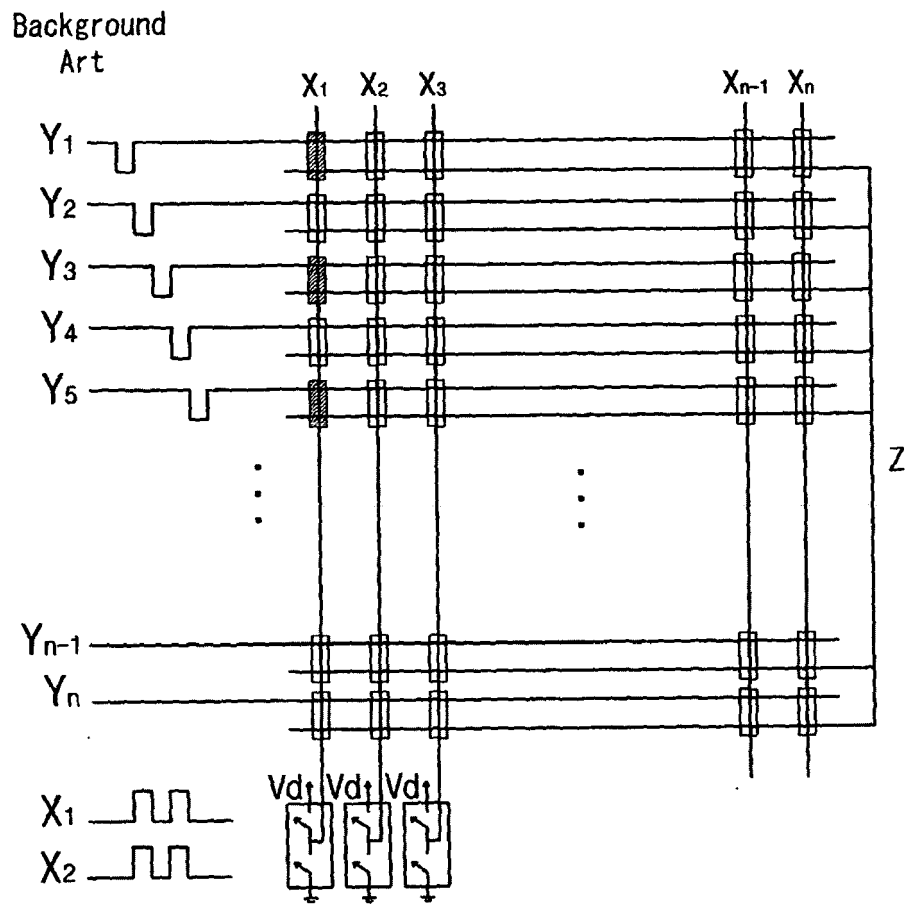 Background
Art
X1 X2 X3 Xn-1 Xn
Y1
Y2
Y3
Y4
Y5
Z
Yn-1
Yn
Vd Vd Vd
X1
X2